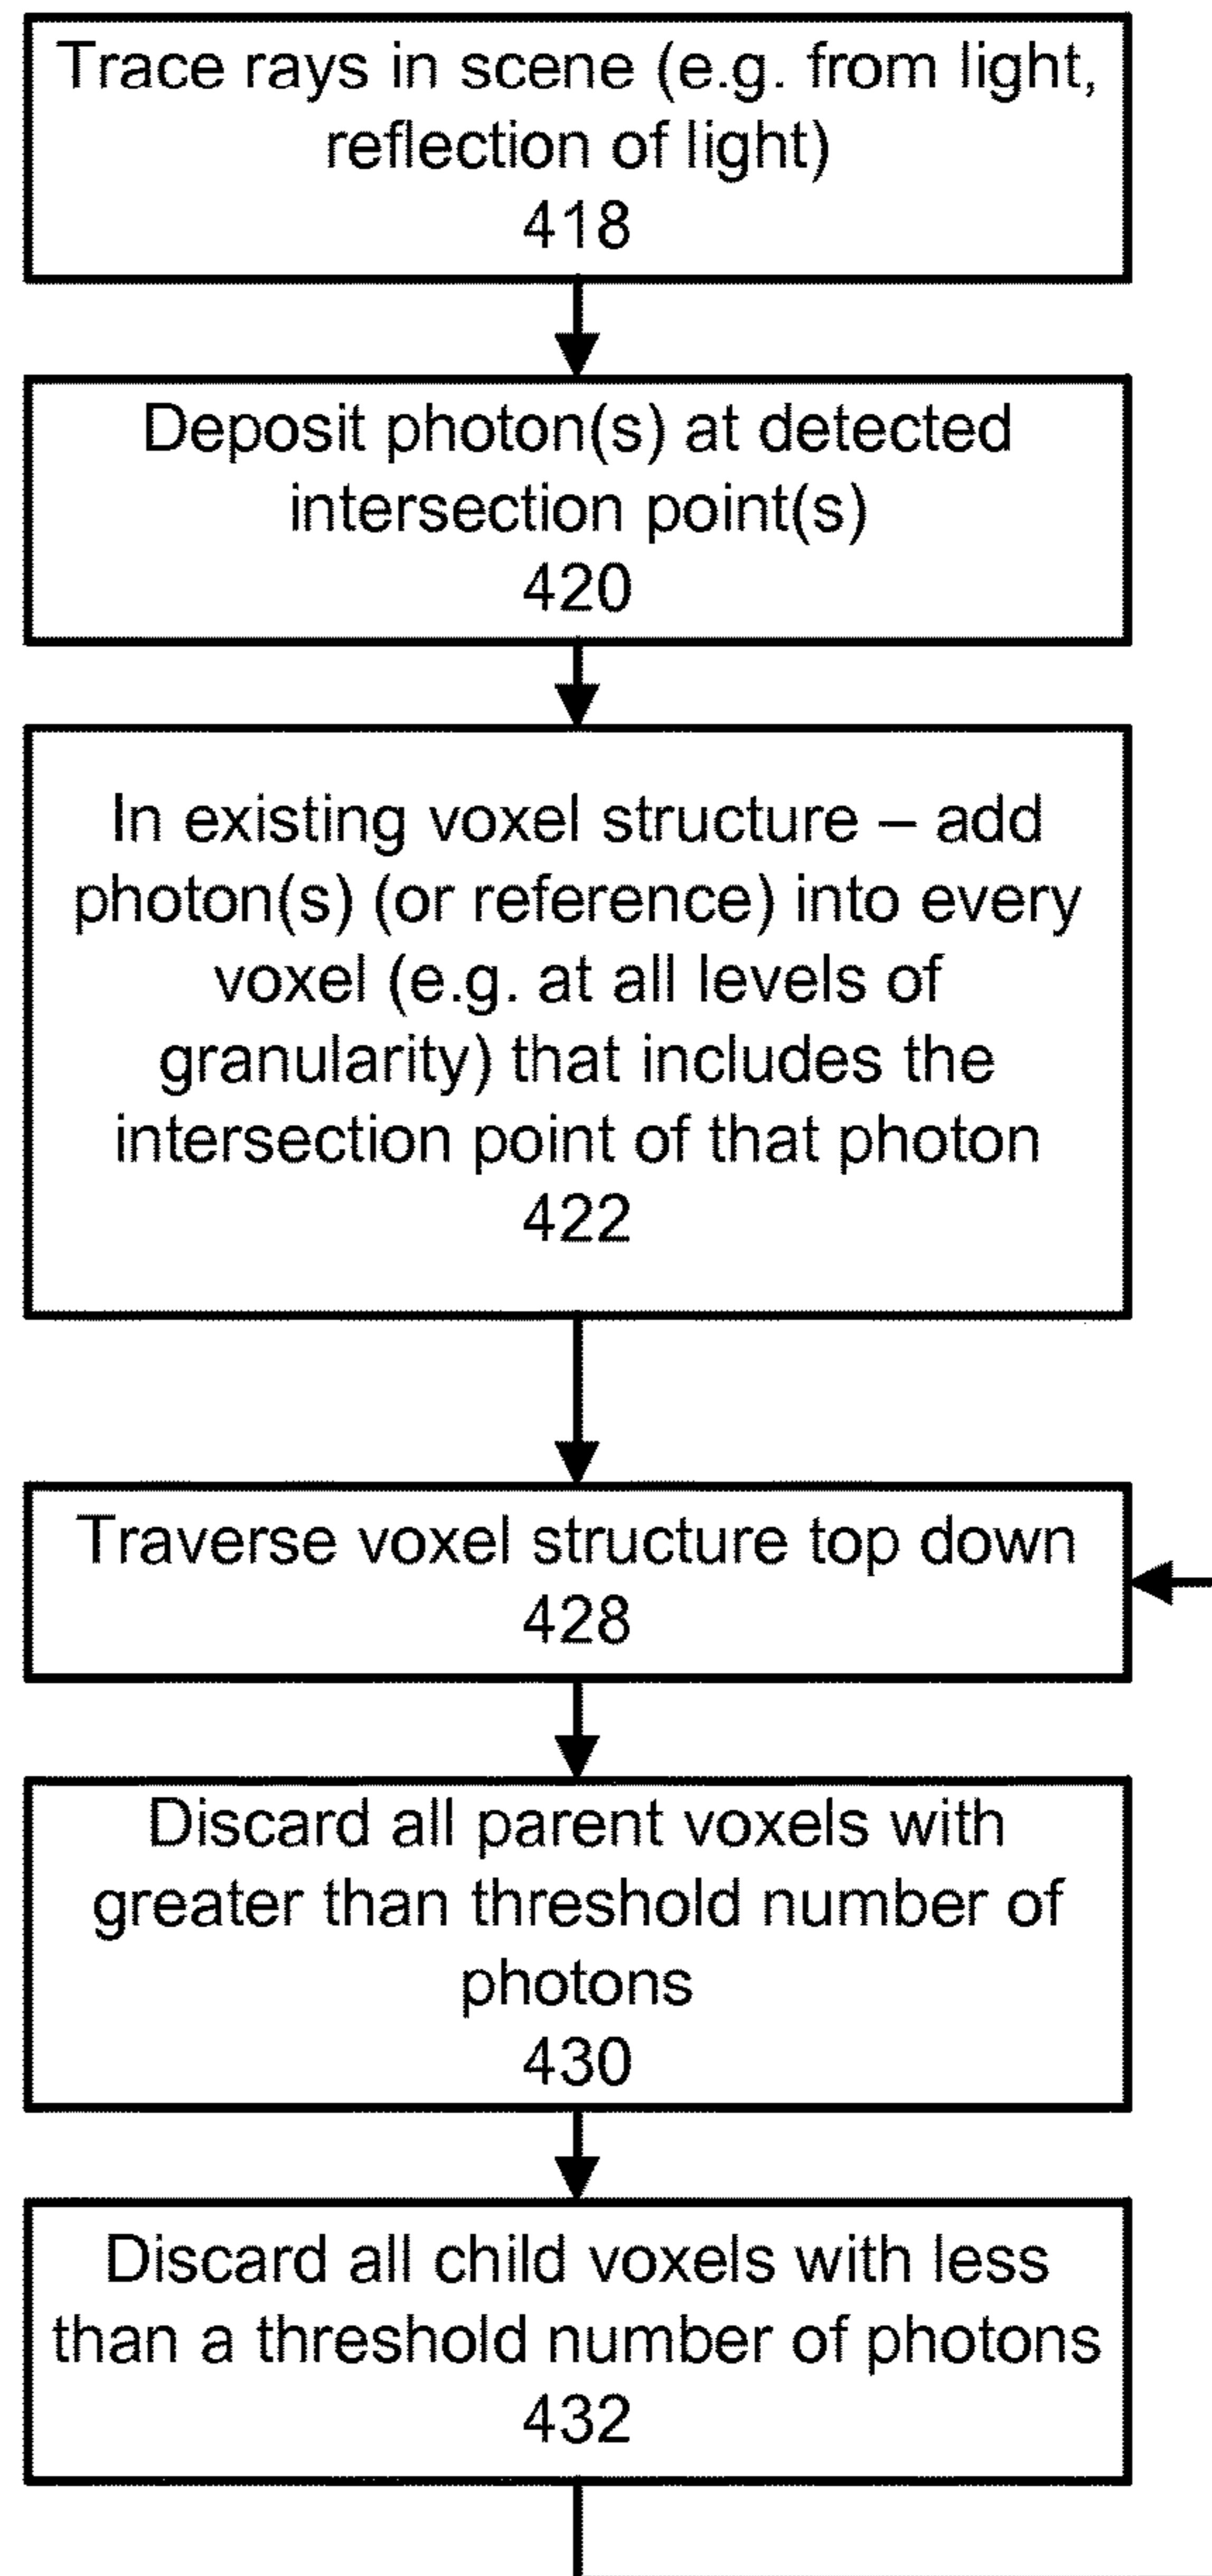 Trace rays in scene (e.g. from light,
reflection of light)
418
Deposit photon(s) at detected
intersection point(s)
420
In existing voxel structure – add
photon(s) (or reference) into every
voxel (e.g. at all levels of
granularity) that includes the
intersection point of that photon
422
Traverse voxel structure top down
428
Discard all parent voxels with
greater than threshold number of
photons
430
Discard all child voxels with less
than a threshold number of photons
432